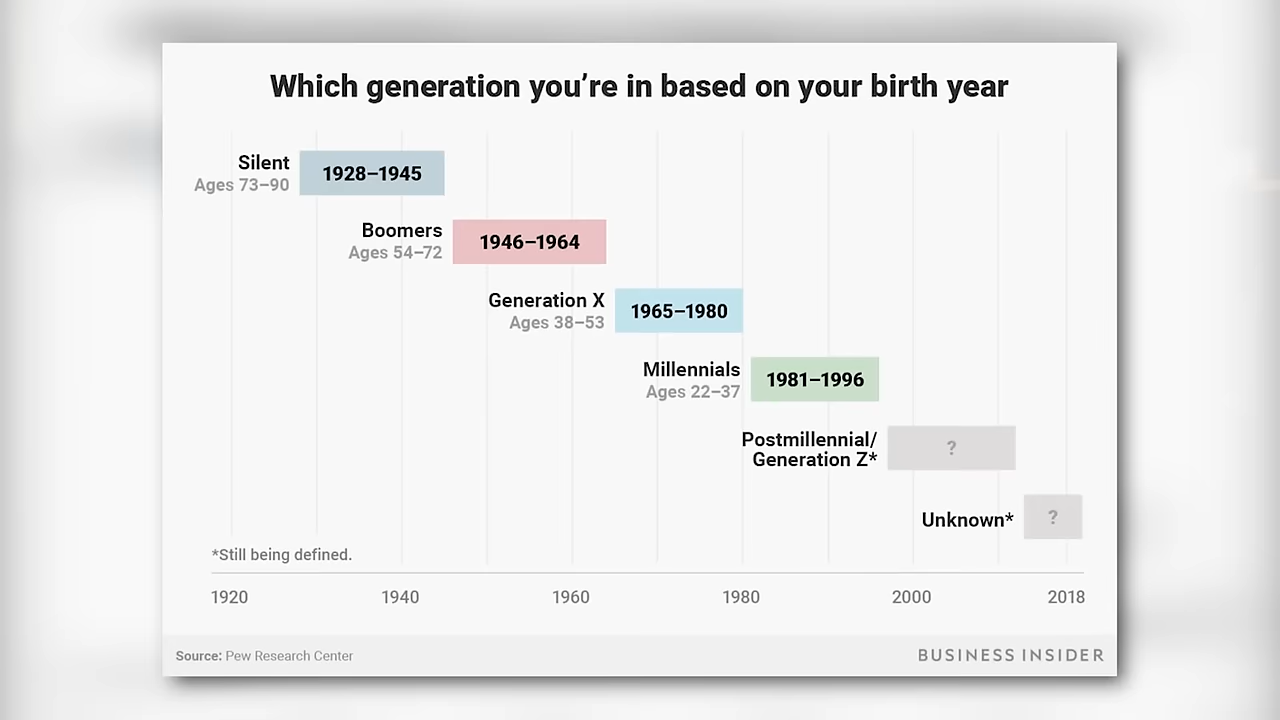 Which generation you’re in based on your birth year
Silent
Ages 73–90
1928–1945
Boomers
Ages 54–72
1946–1964
Generation X
Ages 38–53
1965–1980
Millennials
Ages 22–37
1981–1996
Postmillennial/
Generation Z*
?
Unknown*
?
*Still being defined.
1920 1940 1960 1980 2000 2018
Source: Pew Research Center
BUSINESS INSIDER